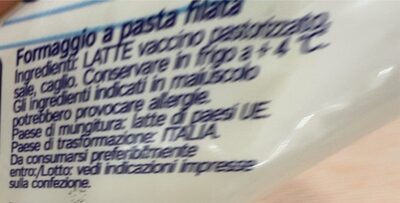 Formaggio a pasta filata
Ingredienti: LATTE vaccino pastorizzato,
sale, caglio. Conservare in frigo a + 4 °C.
Gli ingredienti indicati in maiuscolo
potrebbero provocare allergie.
Paese di mungitura: latte di paesi UE.
Paese di trasformazione: ITALIA.
Da consumarsi preferibilmente
entro:/Lotto: vedi indicazioni impresse
sulla confezione.